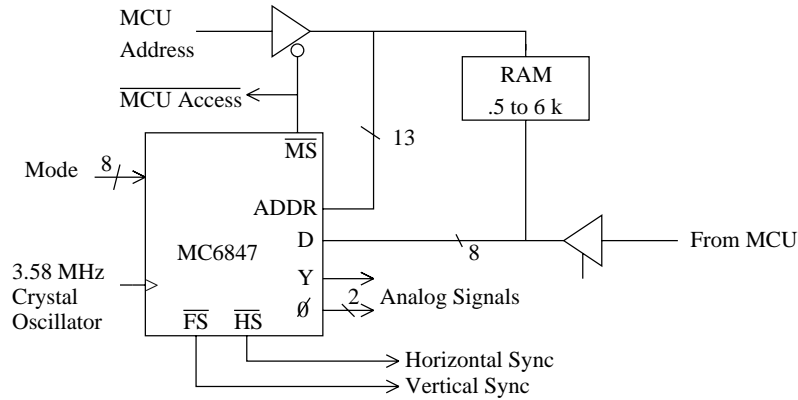 MCU
Address
MCU Access
RAM
.5 to 6 k
MS
13
8
Mode
ADDR
D
8
From MCU
MC6847
Y
3.58 MHz
Crystal
Oscillator
2
Analog Signals
Ø
FS
HS
Horizontal Sync
Vertical Sync